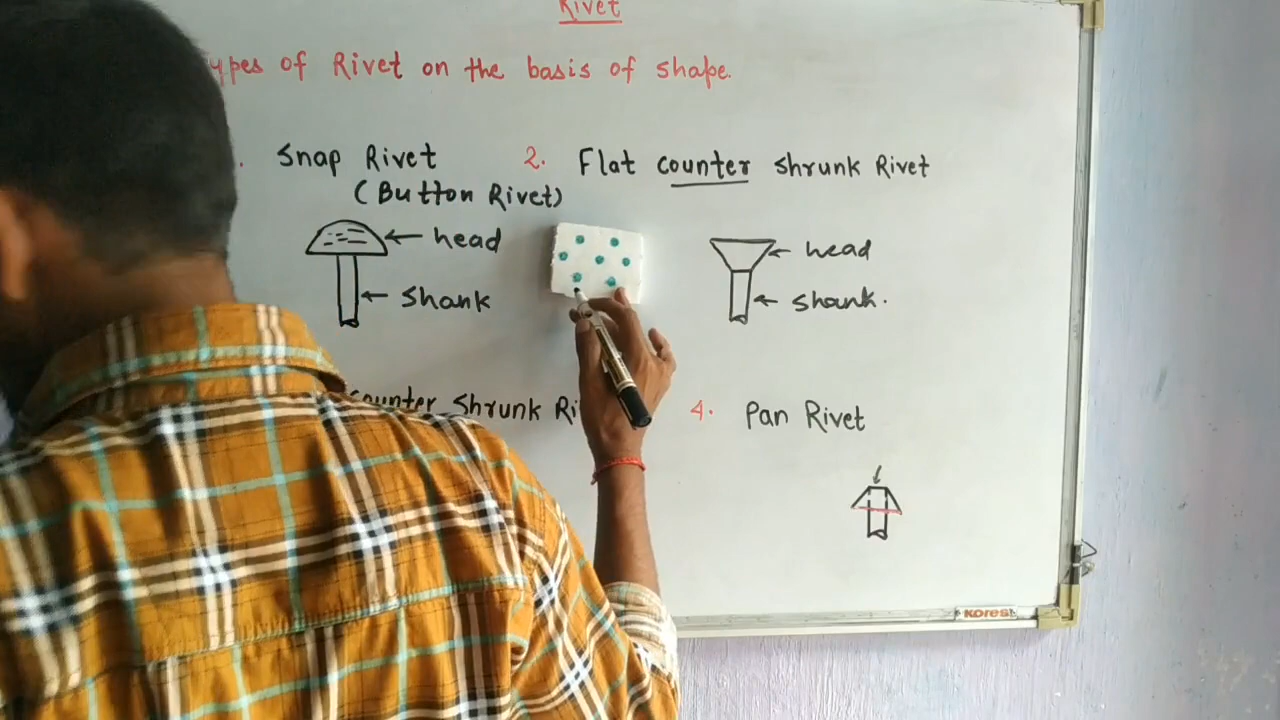 Rivet
ypes of Rivet on the basis of shape.
. Snap Rivet
(Button Rivet)
2. Flat counter shrunk Rivet
head
shank
head
shank.
counter shrunk Ri
4. Pan Rivet
KORES